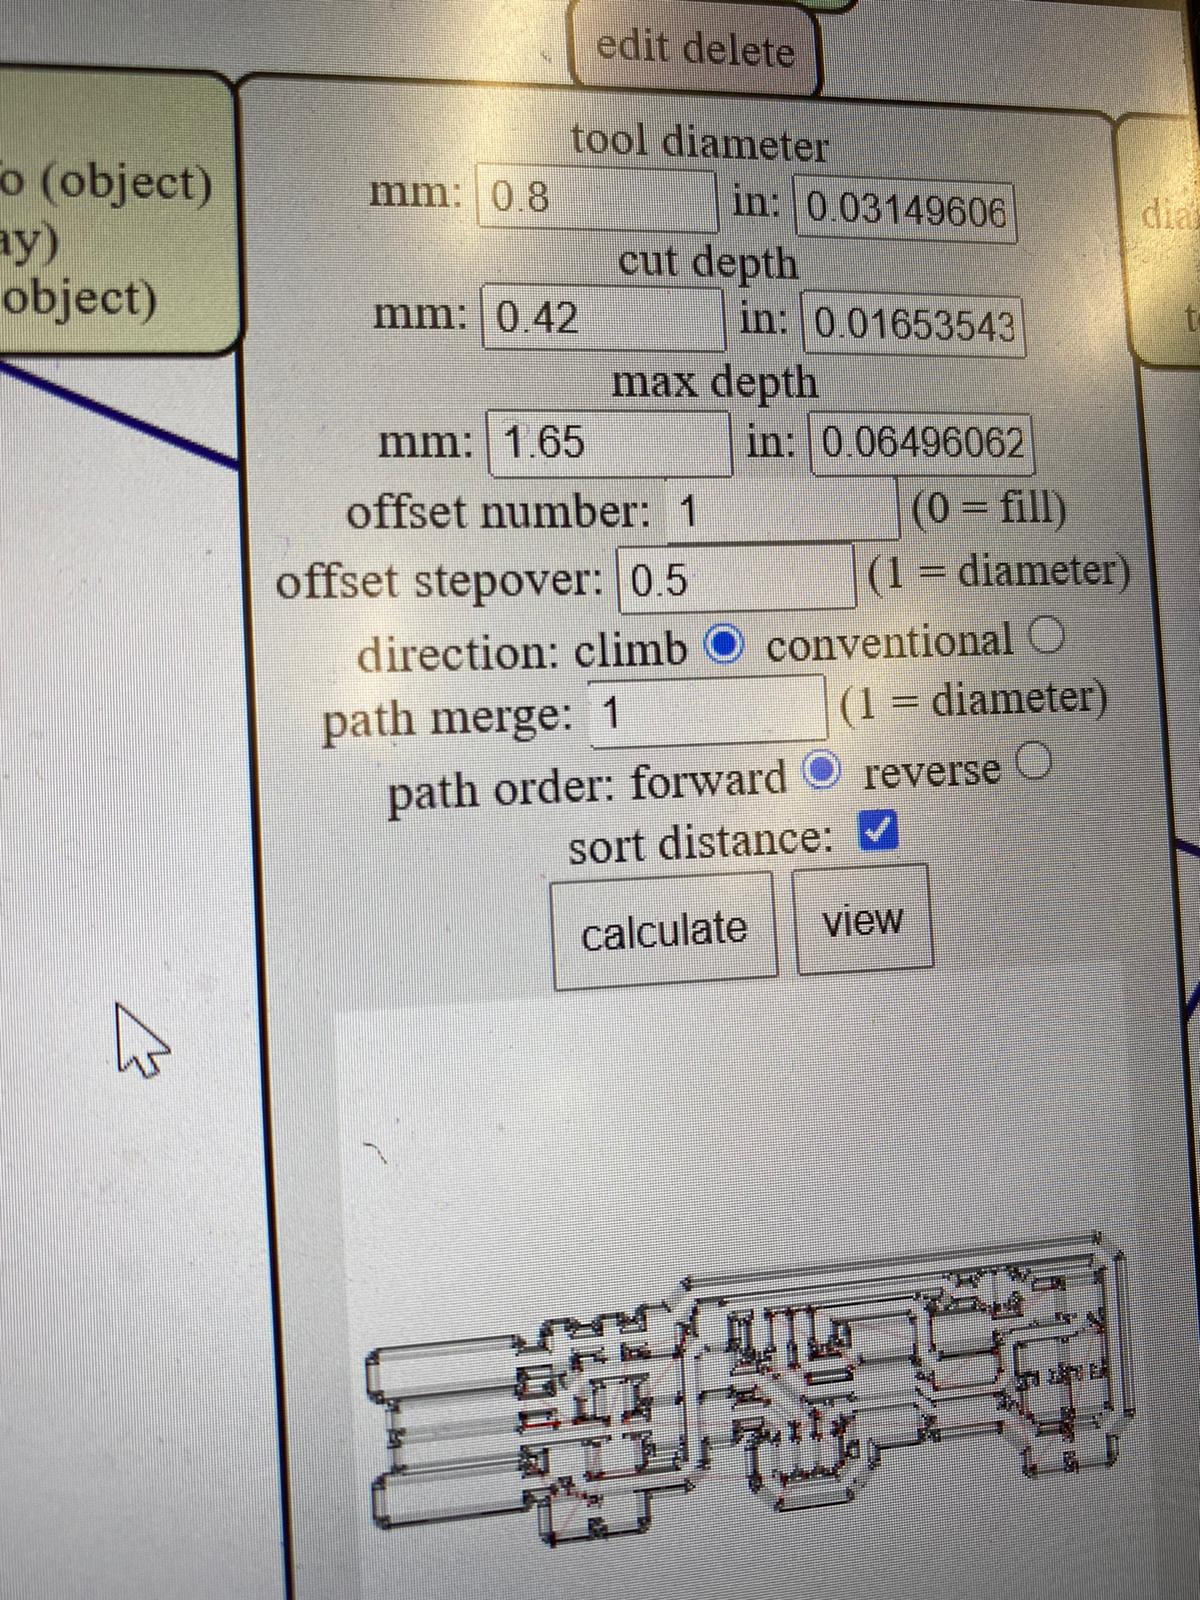 edit delete
(object)
object)
tool diameter
mm: 0.8 in: 0.03149606
cut depth
mm: 0.42 in: 0.01653543
max depth
mm: 1.65 in: 0.06496062
offset number: 1 (0 = fill)
offset stepover: 0.5 (1 = diameter)
direction: climb conventional
path merge: 1 (1 = diameter)
path order: forward reverse
sort distance:
calculate view